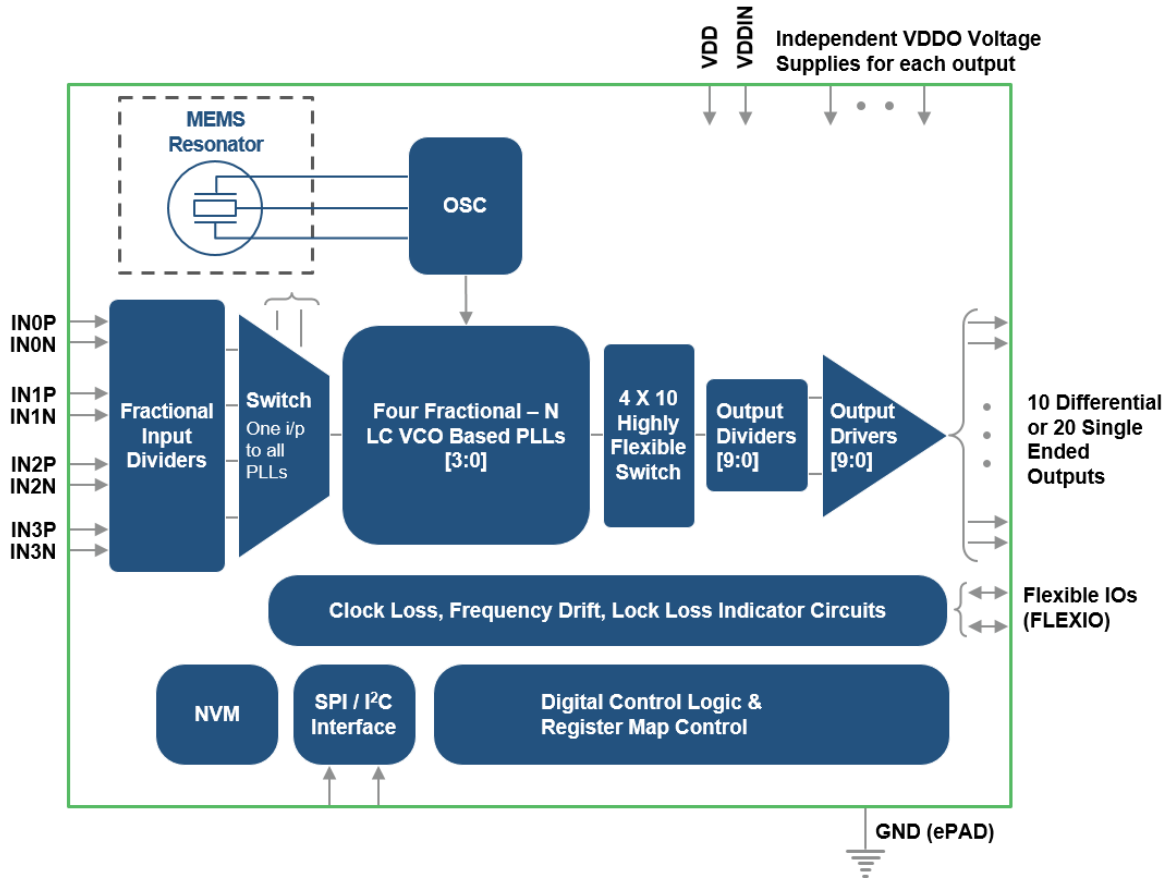 VDD
VDDIN
Independent VDDO Voltage
Supplies for each output
MEMS
Resonator
OSC
IN0P
IN0N
IN1P
IN1N
IN2P
IN2N
IN3P
IN3N
Fractional
Input
Dividers
Switch
One i/p
to all
PLLs
Four Fractional – N
LC VCO Based PLLs
[3:0]
4 X 10
Highly
Flexible
Switch
Output
Dividers
[9:0]
Output
Drivers
[9:0]
10 Differential
or 20 Single
Ended
Outputs
Clock Loss, Frequency Drift, Lock Loss Indicator Circuits
Flexible IOs
(FLEXIO)
NVM
SPI / I²C
Interface
Digital Control Logic &
Register Map Control
GND (ePAD)